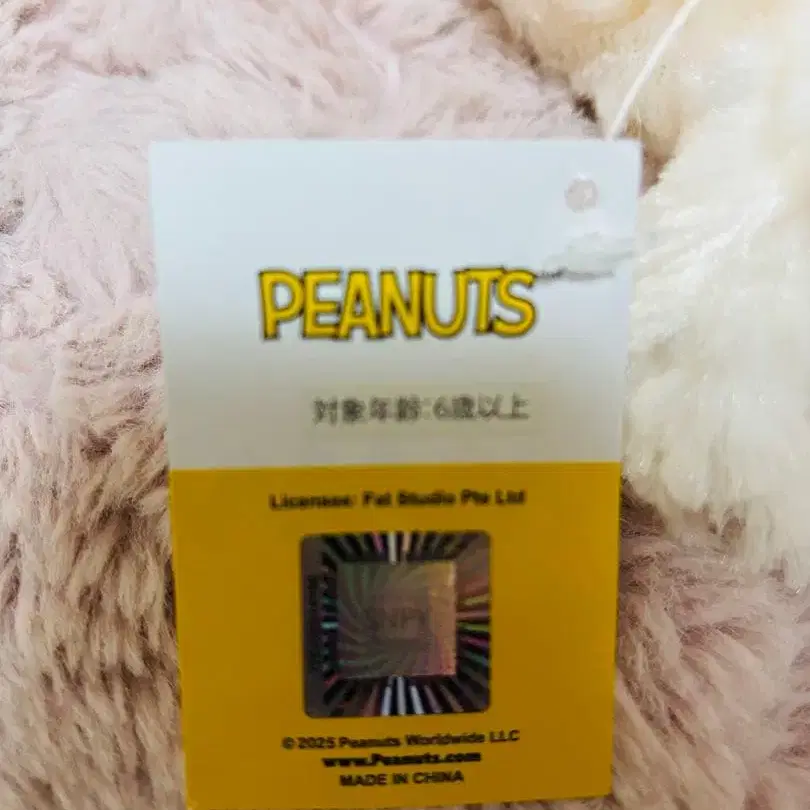 PEANUTS
対象年齢:6歳以上
Licensee: Fat Studio Pte Ltd
© 2025 Peanuts Worldwide LLC
www.Peanuts.com
MADE IN CHINA